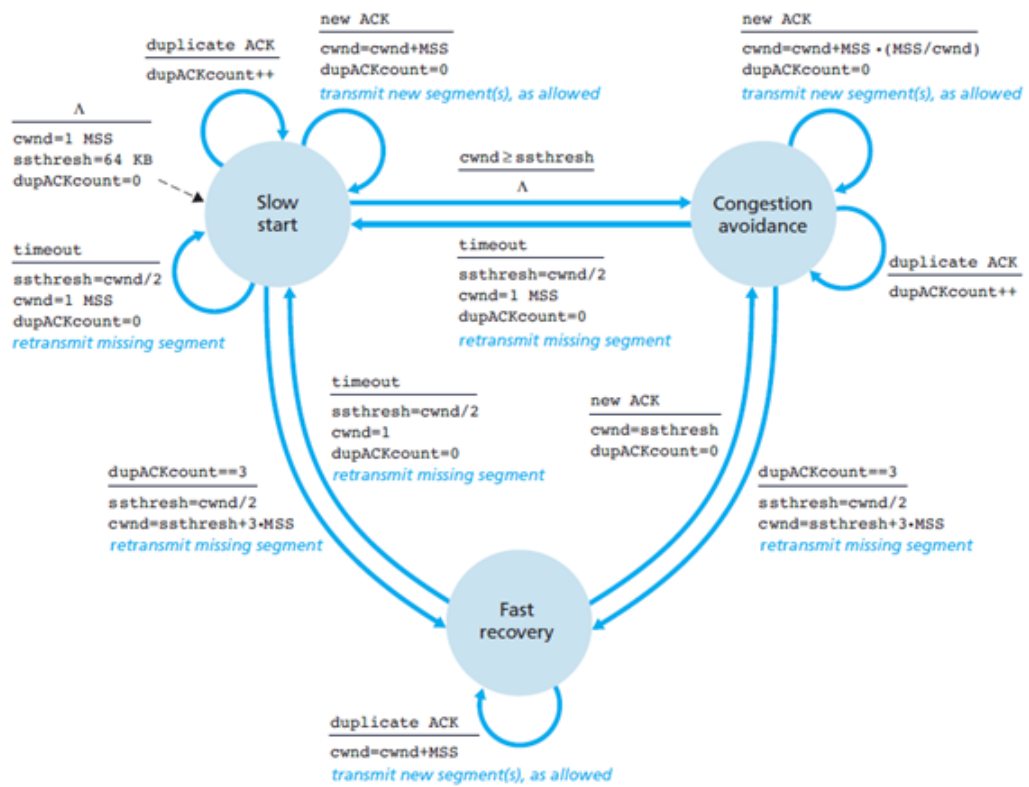 new ACK
cwnd=cwnd+MSS
dupACKcount=0
transmit new segment(s), as allowed
new ACK
cwnd=cwnd+MSS •(MSS/cwnd)
dupACKcount=0
transmit new segment(s), as allowed
duplicate ACK
dupACKcount++
Λ
cwnd=1 MSS
ssthresh=64 KB
dupACKcount=0
Slow
start
cwnd≥ssthresh
Λ
Congestion
avoidance
timeout
ssthresh=cwnd/2
cwnd=1 MSS
dupACKcount=0
retransmit missing segment
timeout
ssthresh=cwnd/2
cwnd=1 MSS
dupACKcount=0
retransmit missing segment
duplicate ACK
dupACKcount++
timeout
ssthresh=cwnd/2
cwnd=1
dupACKcount=0
retransmit missing segment
new ACK
cwnd=ssthresh
dupACKcount=0
dupACKcount==3
ssthresh=cwnd/2
cwnd=ssthresh+3•MSS
retransmit missing segment
dupACKcount==3
ssthresh=cwnd/2
cwnd=ssthresh+3•MSS
retransmit missing segment
Fast
recovery
duplicate ACK
cwnd=cwnd+MSS
transmit new segment(s), as allowed